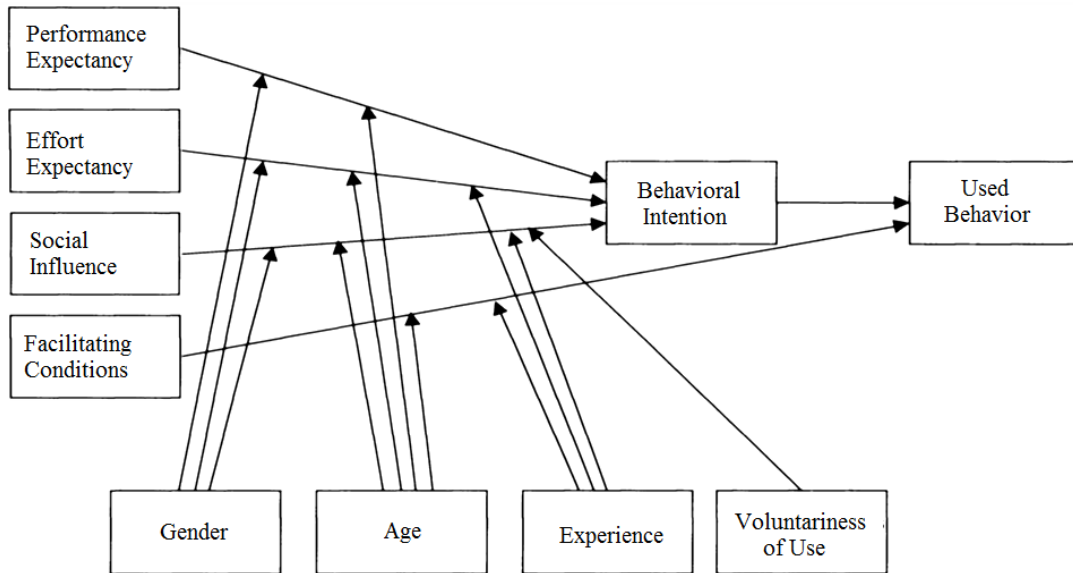 Performance
Expectancy
Effort
Expectancy
Social
Influence
Facilitating
Conditions
Behavioral
Intention
Used
Behavior
Gender
Age
Experience
Voluntariness
of Use